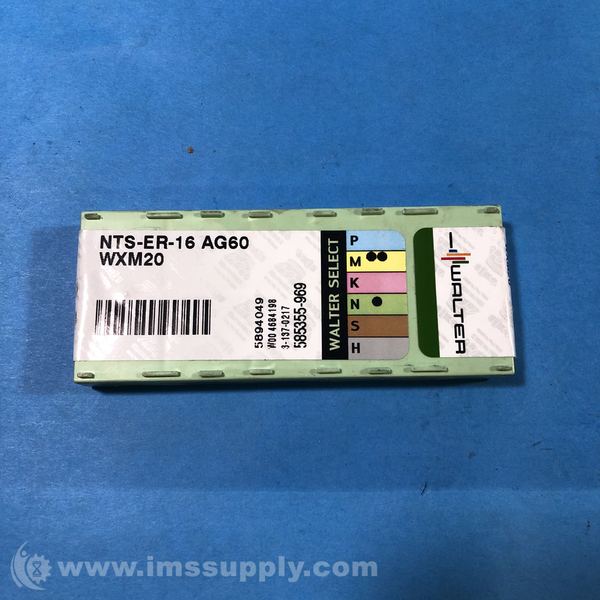 NTS-ER-16 AG60
WXM20
5894049
W00 4684198
3-137-0217
585355-969
WALTER SELECT
P
M
K
N
S
H
WALTER
www.imssupply.com